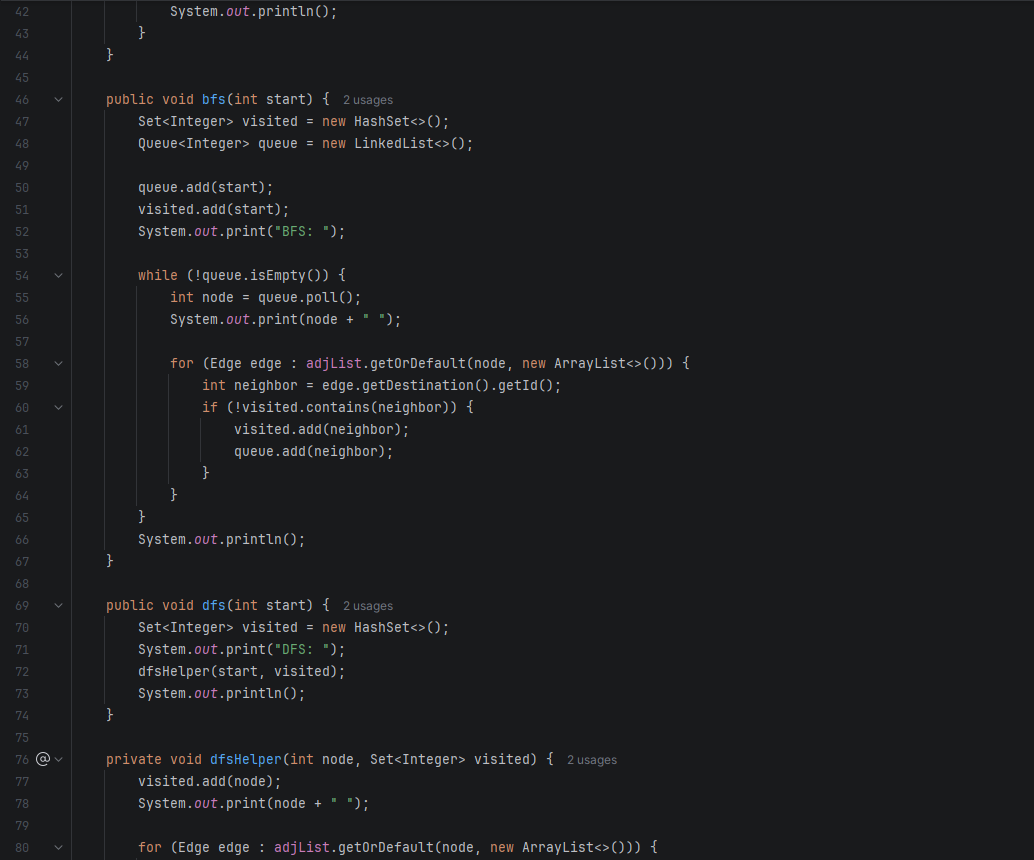 42 System.out.println();
43 }
44 }
45
46 public void bfs(int start) { 2 usages
47 Set<Integer> visited = new HashSet<>();
48 Queue<Integer> queue = new LinkedList<>();
49
50 queue.add(start);
51 visited.add(start);
52 System.out.print("BFS: ");
53
54 while (!queue.isEmpty()) {
55 int node = queue.poll();
56 System.out.print(node + " ");
57
58 for (Edge edge : adjList.getOrDefault(node, new ArrayList<>())) {
59 int neighbor = edge.getDestination().getId();
60 if (!visited.contains(neighbor)) {
61 visited.add(neighbor);
62 queue.add(neighbor);
63 }
64 }
65 }
66 System.out.println();
67 }
68
69 public void dfs(int start) { 2 usages
70 Set<Integer> visited = new HashSet<>();
71 System.out.print("DFS: ");
72 dfsHelper(start, visited);
73 System.out.println();
74 }
75
76 @ private void dfsHelper(int node, Set<Integer> visited) { 2 usages
77 visited.add(node);
78 System.out.print(node + " ");
79
80 for (Edge edge : adjList.getOrDefault(node, new ArrayList<>())) {